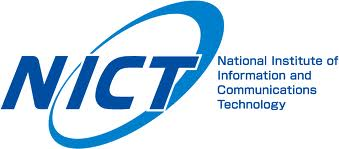 NICT
National Institute of
Information and
Communications
Technology